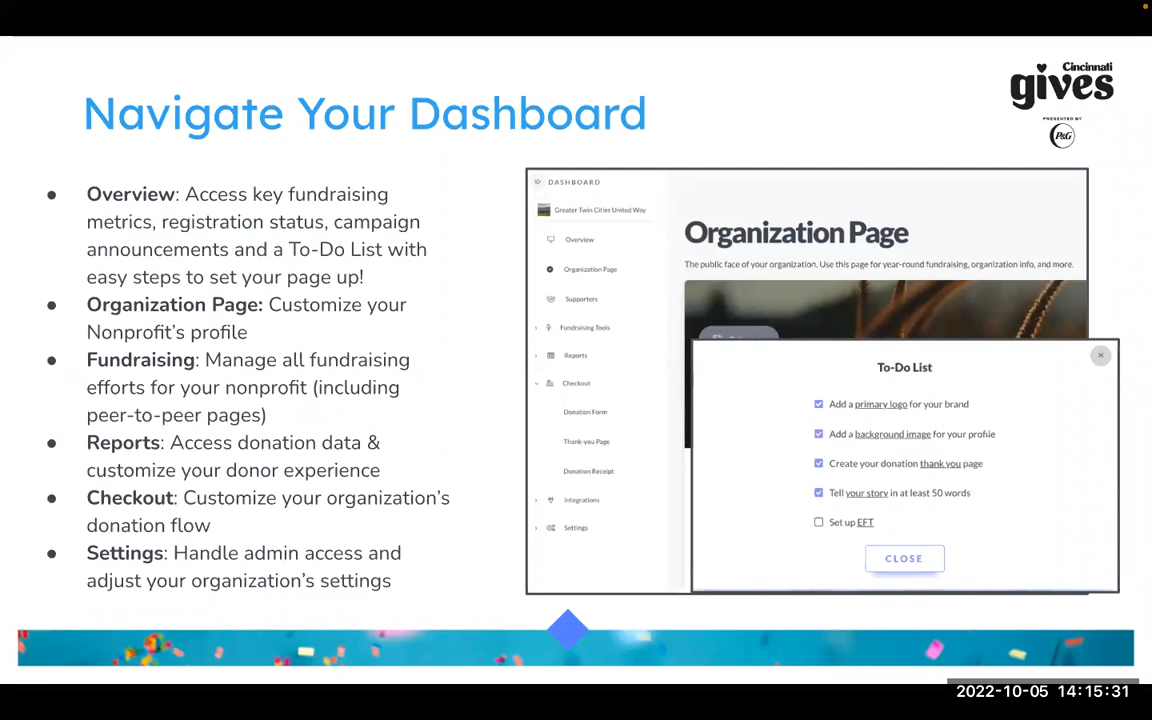 Cincinnati
gives
PRESENTED BY
P&G
Navigate Your Dashboard
● Overview: Access key fundraising
metrics, registration status, campaign
announcements and a To-Do List with
easy steps to set your page up!
● Organization Page: Customize your
Nonprofit's profile
● Fundraising: Manage all fundraising
efforts for your nonprofit (including
peer-to-peer pages)
● Reports: Access donation data &
customize your donor experience
● Checkout: Customize your organization's
donation flow
● Settings: Handle admin access and
adjust your organization's settings
DASHBOARD
Greater Twin Cities United Way
Overview
Organization Page
Supporters
Fundraising Tools
Reports
Checkout
Donation Form
Thank-you Page
Donation Receipt
Integrations
Settings
Organization Page
The public face of your organization. Use this page for year-round fundraising, organization info, and more.
To-Do List
Add a primary logo for your brand
Add a background image for your profile
Create your donation thank you page
Tell your story in at least 50 words
Set up EFT
CLOSE
2022-10-05 14:15:31